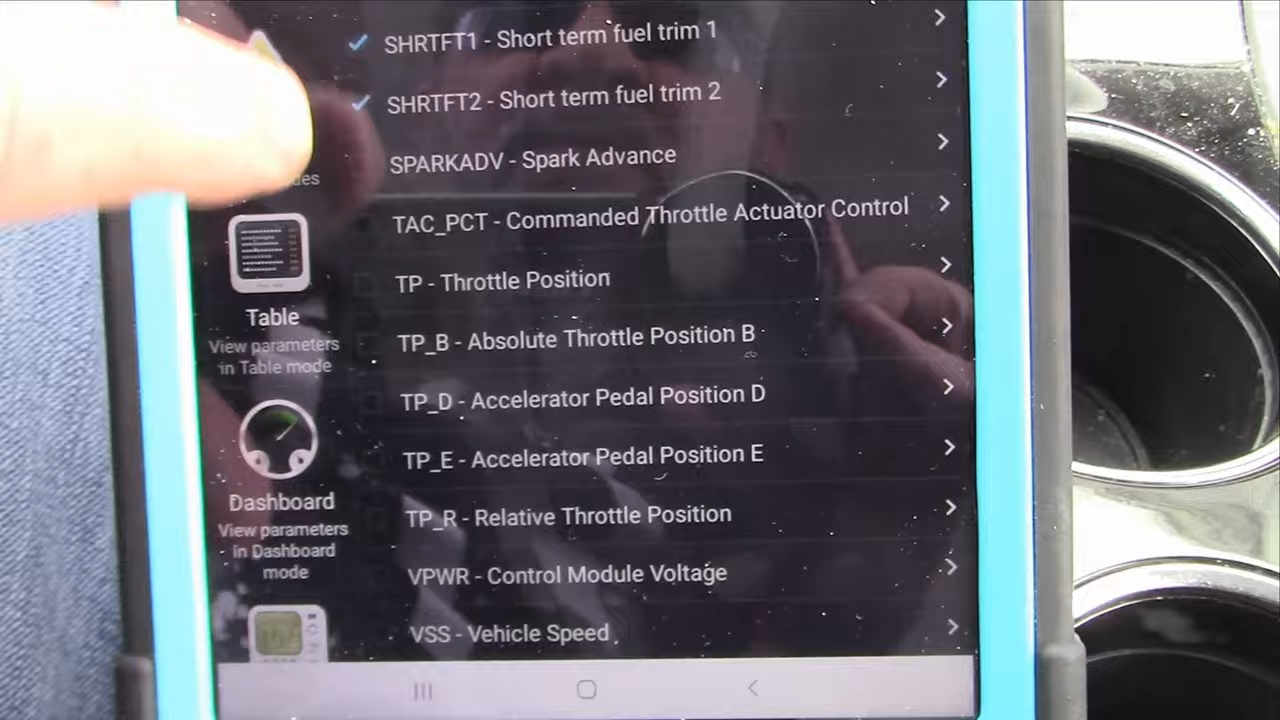 SHRTFT1 - Short term fuel trim 1
SHRTFT2 - Short term fuel trim 2
SPARKADV - Spark Advance
TAC_PCT - Commanded Throttle Actuator Control
TP - Throttle Position
TP_B - Absolute Throttle Position B
TP_D - Accelerator Pedal Position D
TP_E - Accelerator Pedal Position E
TP_R - Relative Throttle Position
VPWR - Control Module Voltage
VSS - Vehicle Speed
Table
View parameters
in Table mode
Dashboard
View parameters
in Dashboard
mode